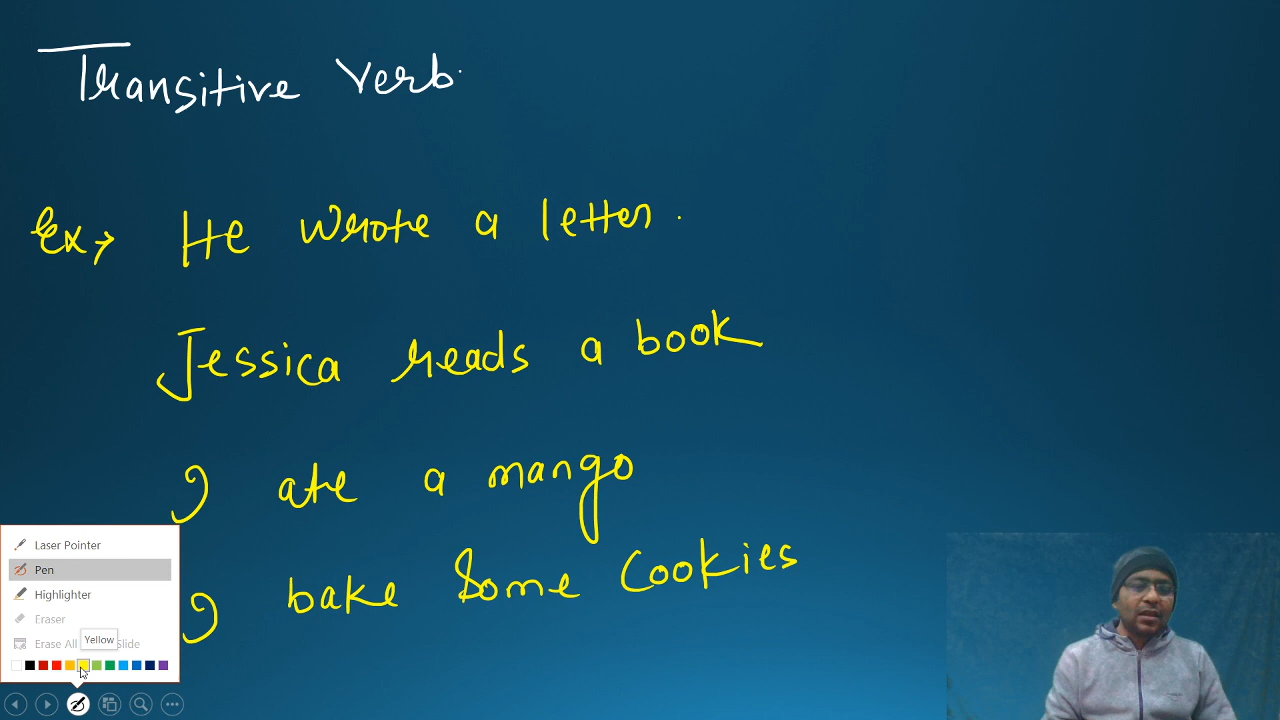 Transitive Verb.
Ex→ He wrote a letter.
Jessica reads a book
I ate a mango
I bake Some Cookies
Laser Pointer
Pen
Highlighter
Eraser
Erase All Slide
Yellow